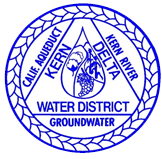 CALIF. AQUEDUCT
KERN RIVER
KERN DELTA
WATER DISTRICT
GROUNDWATER